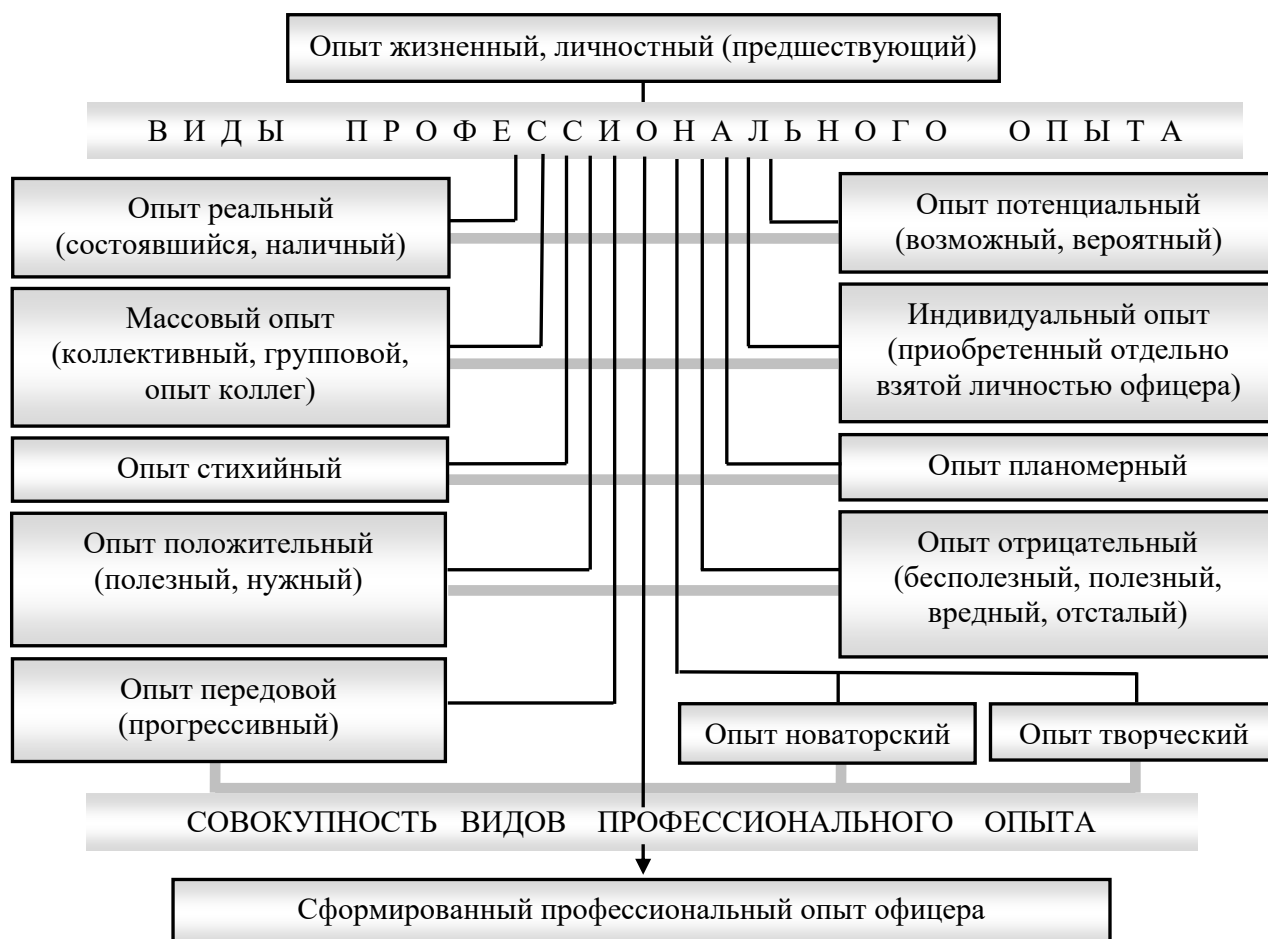 Опыт жизненный, личностный (предшествующий)
ВИДЫ ПРОФЕССИОНАЛЬНОГО ОПЫТА
Опыт реальный
(состоявшийся, наличный)
Опыт потенциальный
(возможный, вероятный)
Массовый опыт
(коллективный, групповой,
опыт коллег)
Индивидуальный опыт
(приобретенный отдельно
взятой личностью офицера)
Опыт стихийный
Опыт планомерный
Опыт положительный
(полезный, нужный)
Опыт отрицательный
(бесполезный, полезный,
вредный, отсталый)
Опыт передовой
(прогрессивный)
Опыт новаторский
Опыт творческий
СОВОКУПНОСТЬ ВИДОВ ПРОФЕССИОНАЛЬНОГО ОПЫТА
Сформированный профессиональный опыт офицера